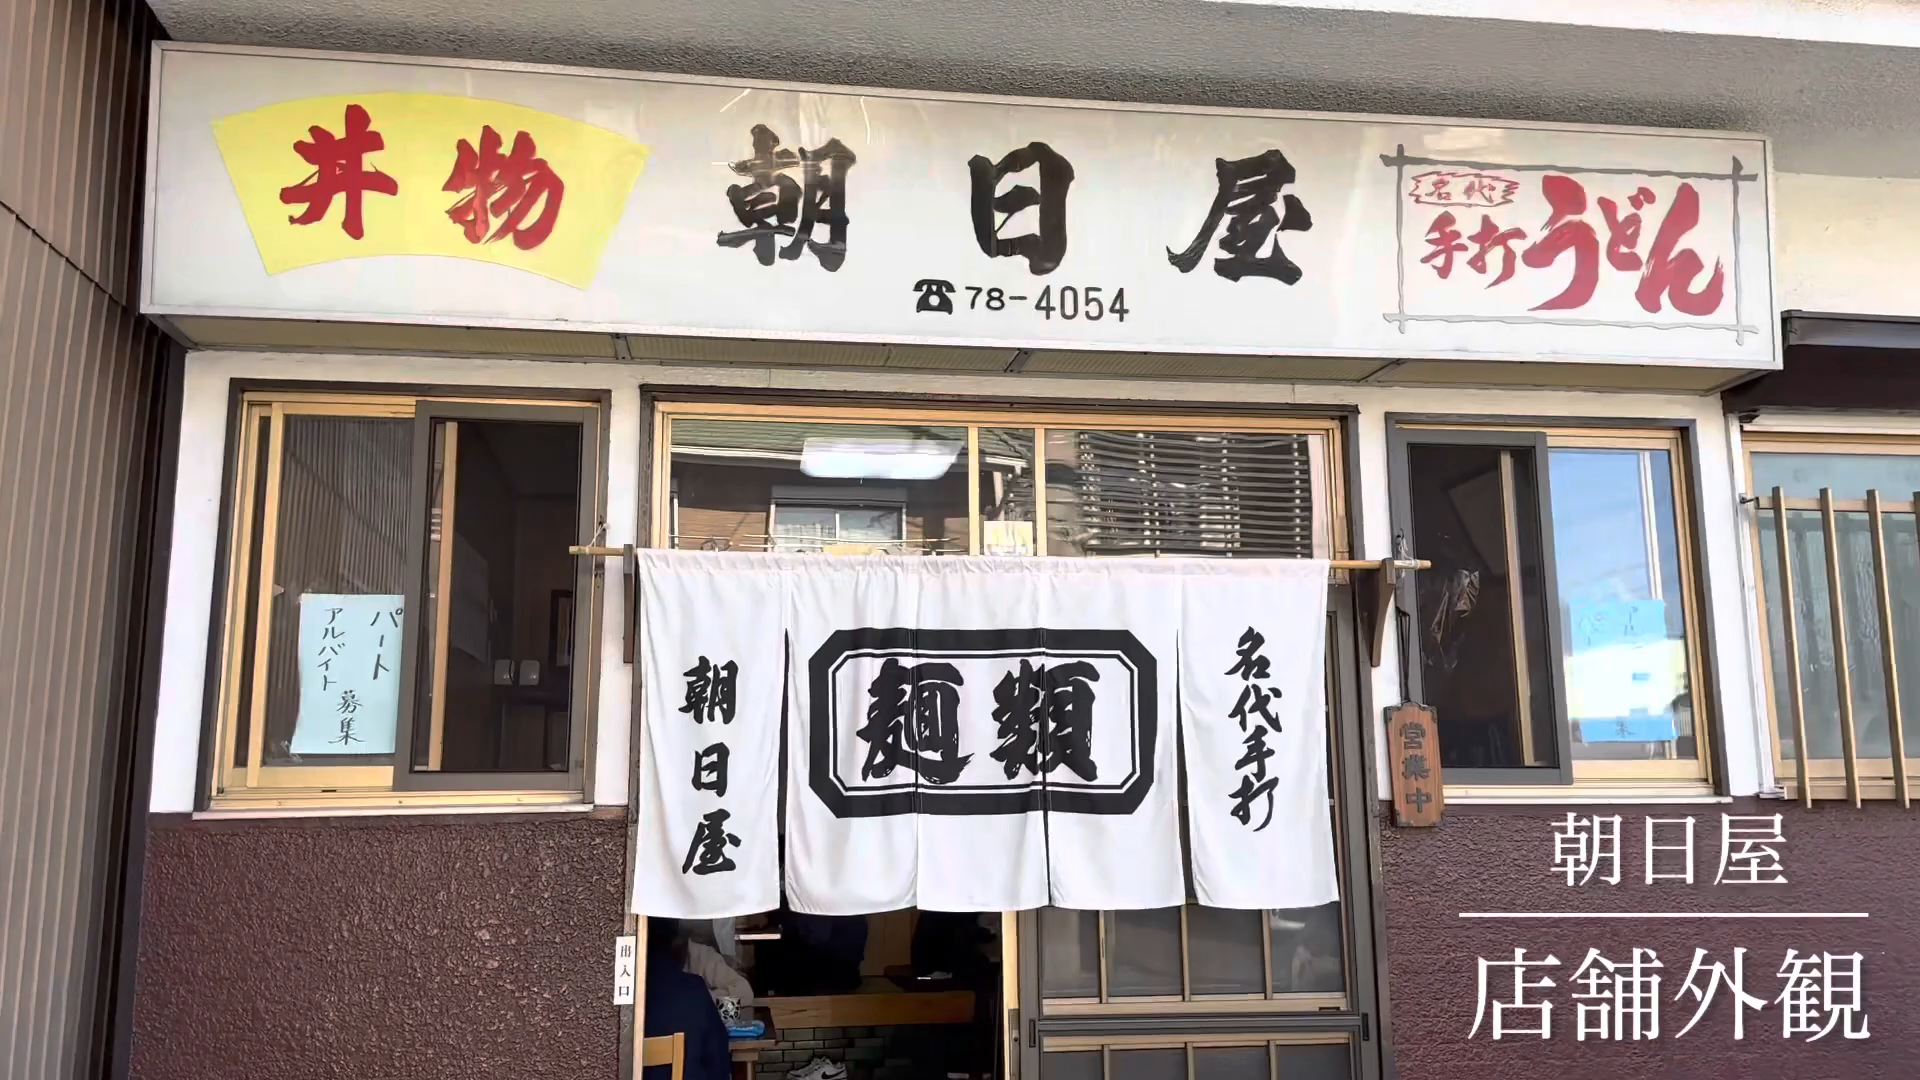 丼物
朝日屋
☎78-4054
名代
手打うどん
パート
アルバイト
募集
朝日屋
麺類
名代手打
営業中
出入口
朝日屋
店舗外観